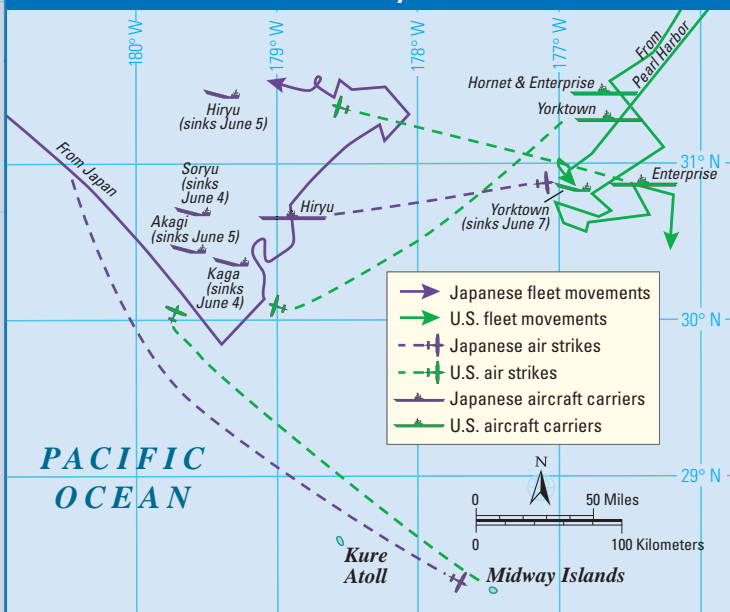 180° W
179° W
178° W
177° W
From
Pearl Harbor
Hornet & Enterprise
Yorktown
Hiryu
(sinks June 5)
From Japan
31° N
Soryu
(sinks
June 4)
Enterprise
Akagi
(sinks June 5)
Hiryu
Yorktown
(sinks June 7)
Kaga
(sinks
June 4)
30° N
Japanese fleet movements
U.S. fleet movements
Japanese air strikes
U.S. air strikes
Japanese aircraft carriers
U.S. aircraft carriers
PACIFIC
OCEAN
N
29° N
0 50 Miles
0 100 Kilometers
Kure
Atoll
Midway Islands